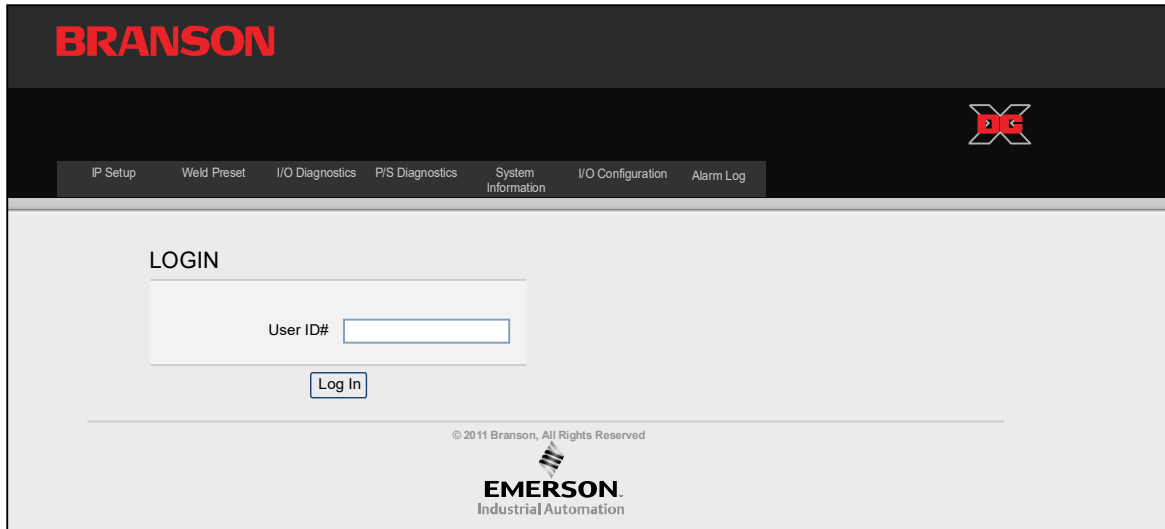 BRANSON
DCX
IP Setup Weld Preset I/O Diagnostics P/S Diagnostics System Information I/O Configuration Alarm Log
LOGIN
User ID#
Log In
© 2011 Branson, All Rights Reserved
EMERSON.
Industrial Automation